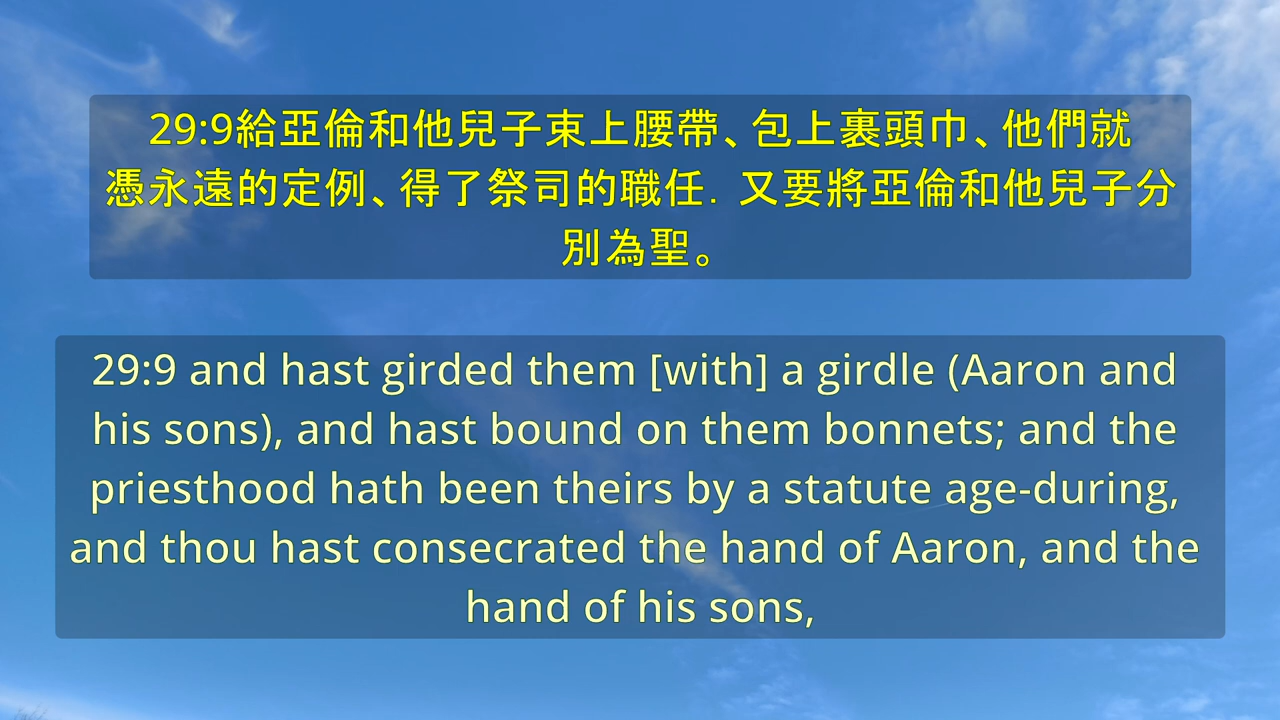 29:9給亞倫和他兒子束上腰帶、包上裹頭巾、他們就
憑永遠的定例、得了祭司的職任．又要將亞倫和他兒子分
別為聖。
29:9 and hast girded them [with] a girdle (Aaron and
his sons), and hast bound on them bonnets; and the
priesthood hath been theirs by a statute age-during,
and thou hast consecrated the hand of Aaron, and the
hand of his sons,